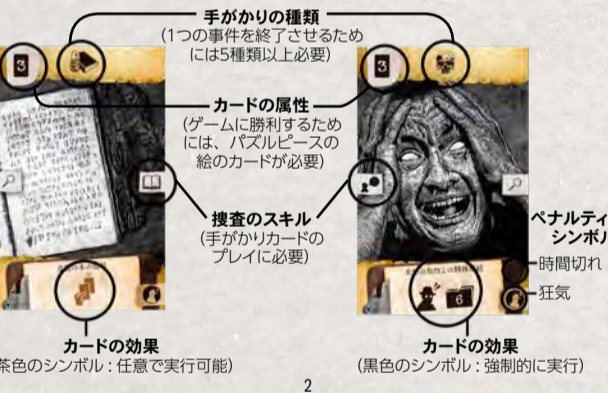 手がかりの種類
(1つの事件を終了させるため
には5種類以上必要)
3
3
カードの属性
(ゲームに勝利するため
には、パズルピースの
絵のカードが必要)
捜査のスキル
(手がかりカードの
プレイに必要)
ペナルティ
シンボル
時間切れ
狂気
6
カードの効果
茶色のシンボル:任意で実行可能)
カードの効果
(黒色のシンボル:強制的に実行)
2